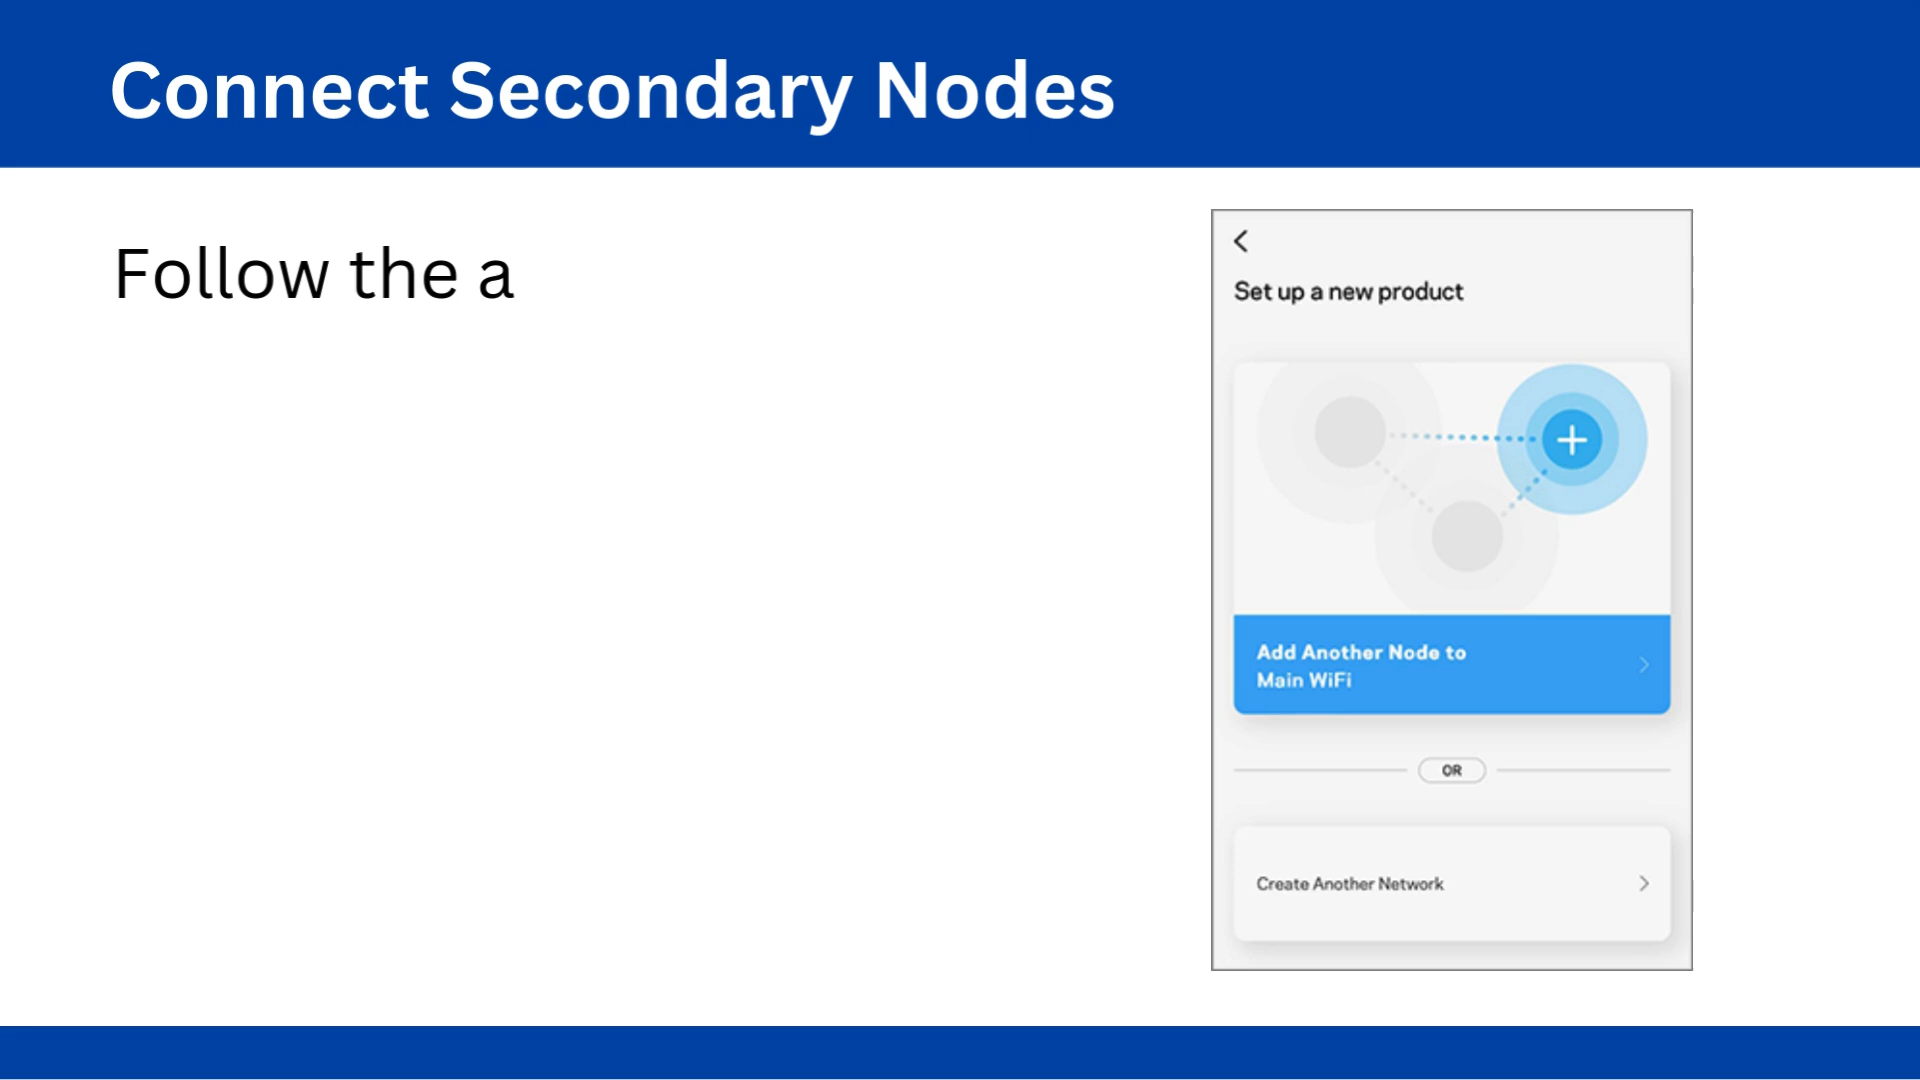 Connect Secondary Nodes
Follow the a
Set up a new product
Add Another Node to
Main WiFi
OR
Create Another Network